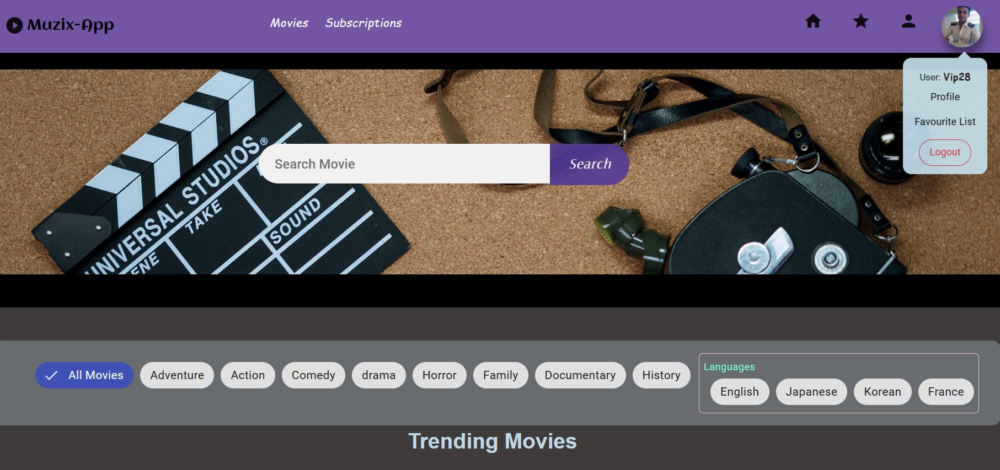 Muzix-App
Movies Subscriptions
User: Vip28
Profile
Favourite List
Logout
UNIVERSAL STUDIOS®
TAKE
SOUND
Search Movie Search
All Movies Adventure Action Comedy drama Horror Family Documentary History
Languages
English Japanese Korean France
Trending Movies